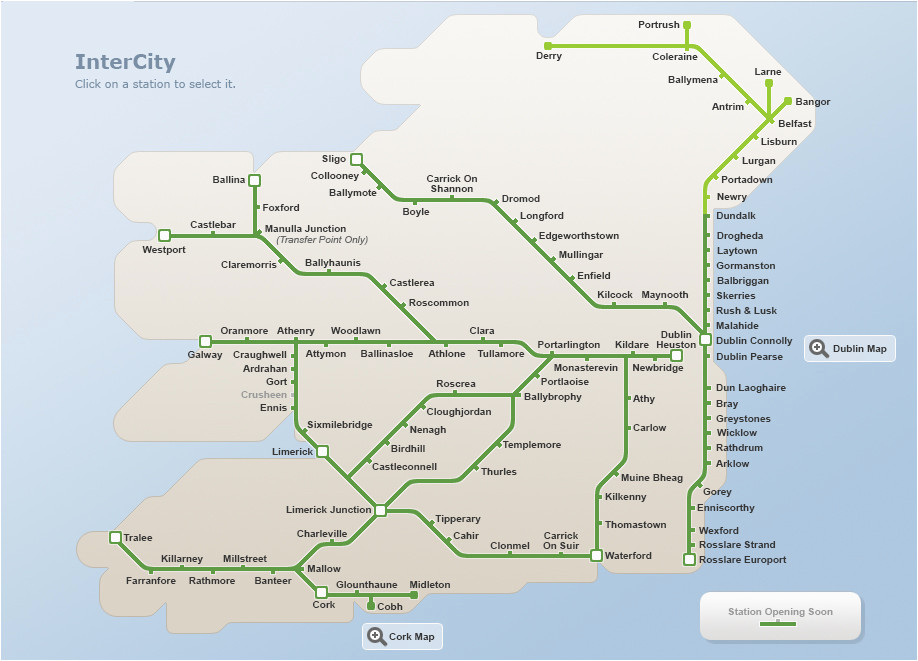 InterCity
Click on a station to select it.
Portrush
Derry
Coleraine
Ballymena
Larne
Antrim
Bangor
Belfast
Lisburn
Lurgan
Portadown
Newry
Dundalk
Drogheda
Laytown
Gormanston
Balbriggan
Skerries
Rush & Lusk
Malahide
Dublin Connolly
Dublin Pearse
Dublin Map
Dun Laoghaire
Bray
Greystones
Wicklow
Rathdrum
Arklow
Gorey
Enniscorthy
Wexford
Rosslare Strand
Rosslare Europort
Sligo
Collooney
Ballymote
Boyle
Carrick On
Shannon
Dromod
Longford
Edgeworthstown
Mullingar
Enfield
Kilcock
Maynooth
Ballina
Foxford
Castlebar
Westport
Manulla Junction
(Transfer Point Only)
Claremorris
Ballyhaunis
Castlerea
Roscommon
Galway
Oranmore
Athenry
Woodlawn
Attymon
Ballinasloe
Athlone
Clara
Tullamore
Portarlington
Monasterevin
Kildare
Newbridge
Dublin
Heuston
Craughwell
Ardrahan
Gort
Crusheen
Ennis
Sixmilebridge
Limerick
Portlaoise
Ballybrophy
Roscrea
Cloughjordan
Nenagh
Birdhill
Castleconnell
Templemore
Thurles
Athy
Carlow
Muine Bheag
Kilkenny
Thomastown
Waterford
Limerick Junction
Tipperary
Cahir
Clonmel
Carrick
On Suir
Charleville
Mallow
Tralee
Farranfore
Killarney
Rathmore
Millstreet
Banteer
Cork
Glounthaune
Midleton
Cobh
Cork Map
Station Opening Soon